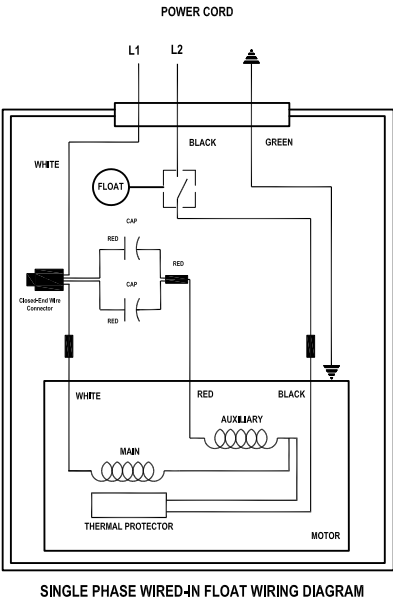 POWER CORD
L1
L2
BLACK
GREEN
WHITE
FLOAT
CAP
RED
RED
CAP
Closed-End Wire
Connector
RED
WHITE
RED
BLACK
AUXILIARY
MAIN
THERMAL PROTECTOR
MOTOR
SINGLE PHASE WIRED-IN FLOAT WIRING DIAGRAM